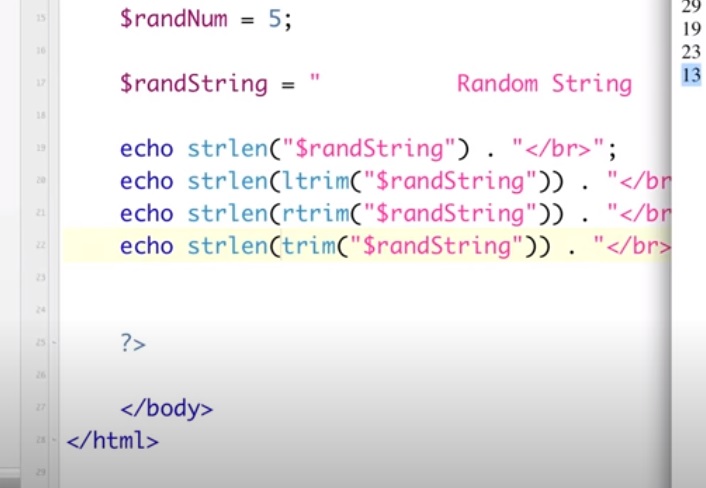 15 $randNum = 5;
16
17 $randString = "         Random String
18
19 echo strlen("$randString") . "</br>";
20 echo strlen(ltrim("$randString")) . "</br
21 echo strlen(rtrim("$randString")) . "</br
22 echo strlen(trim("$randString")) . "</br>
23
24
25 ?>
26
27 </body>
28 </html>
29
29
19
23
13